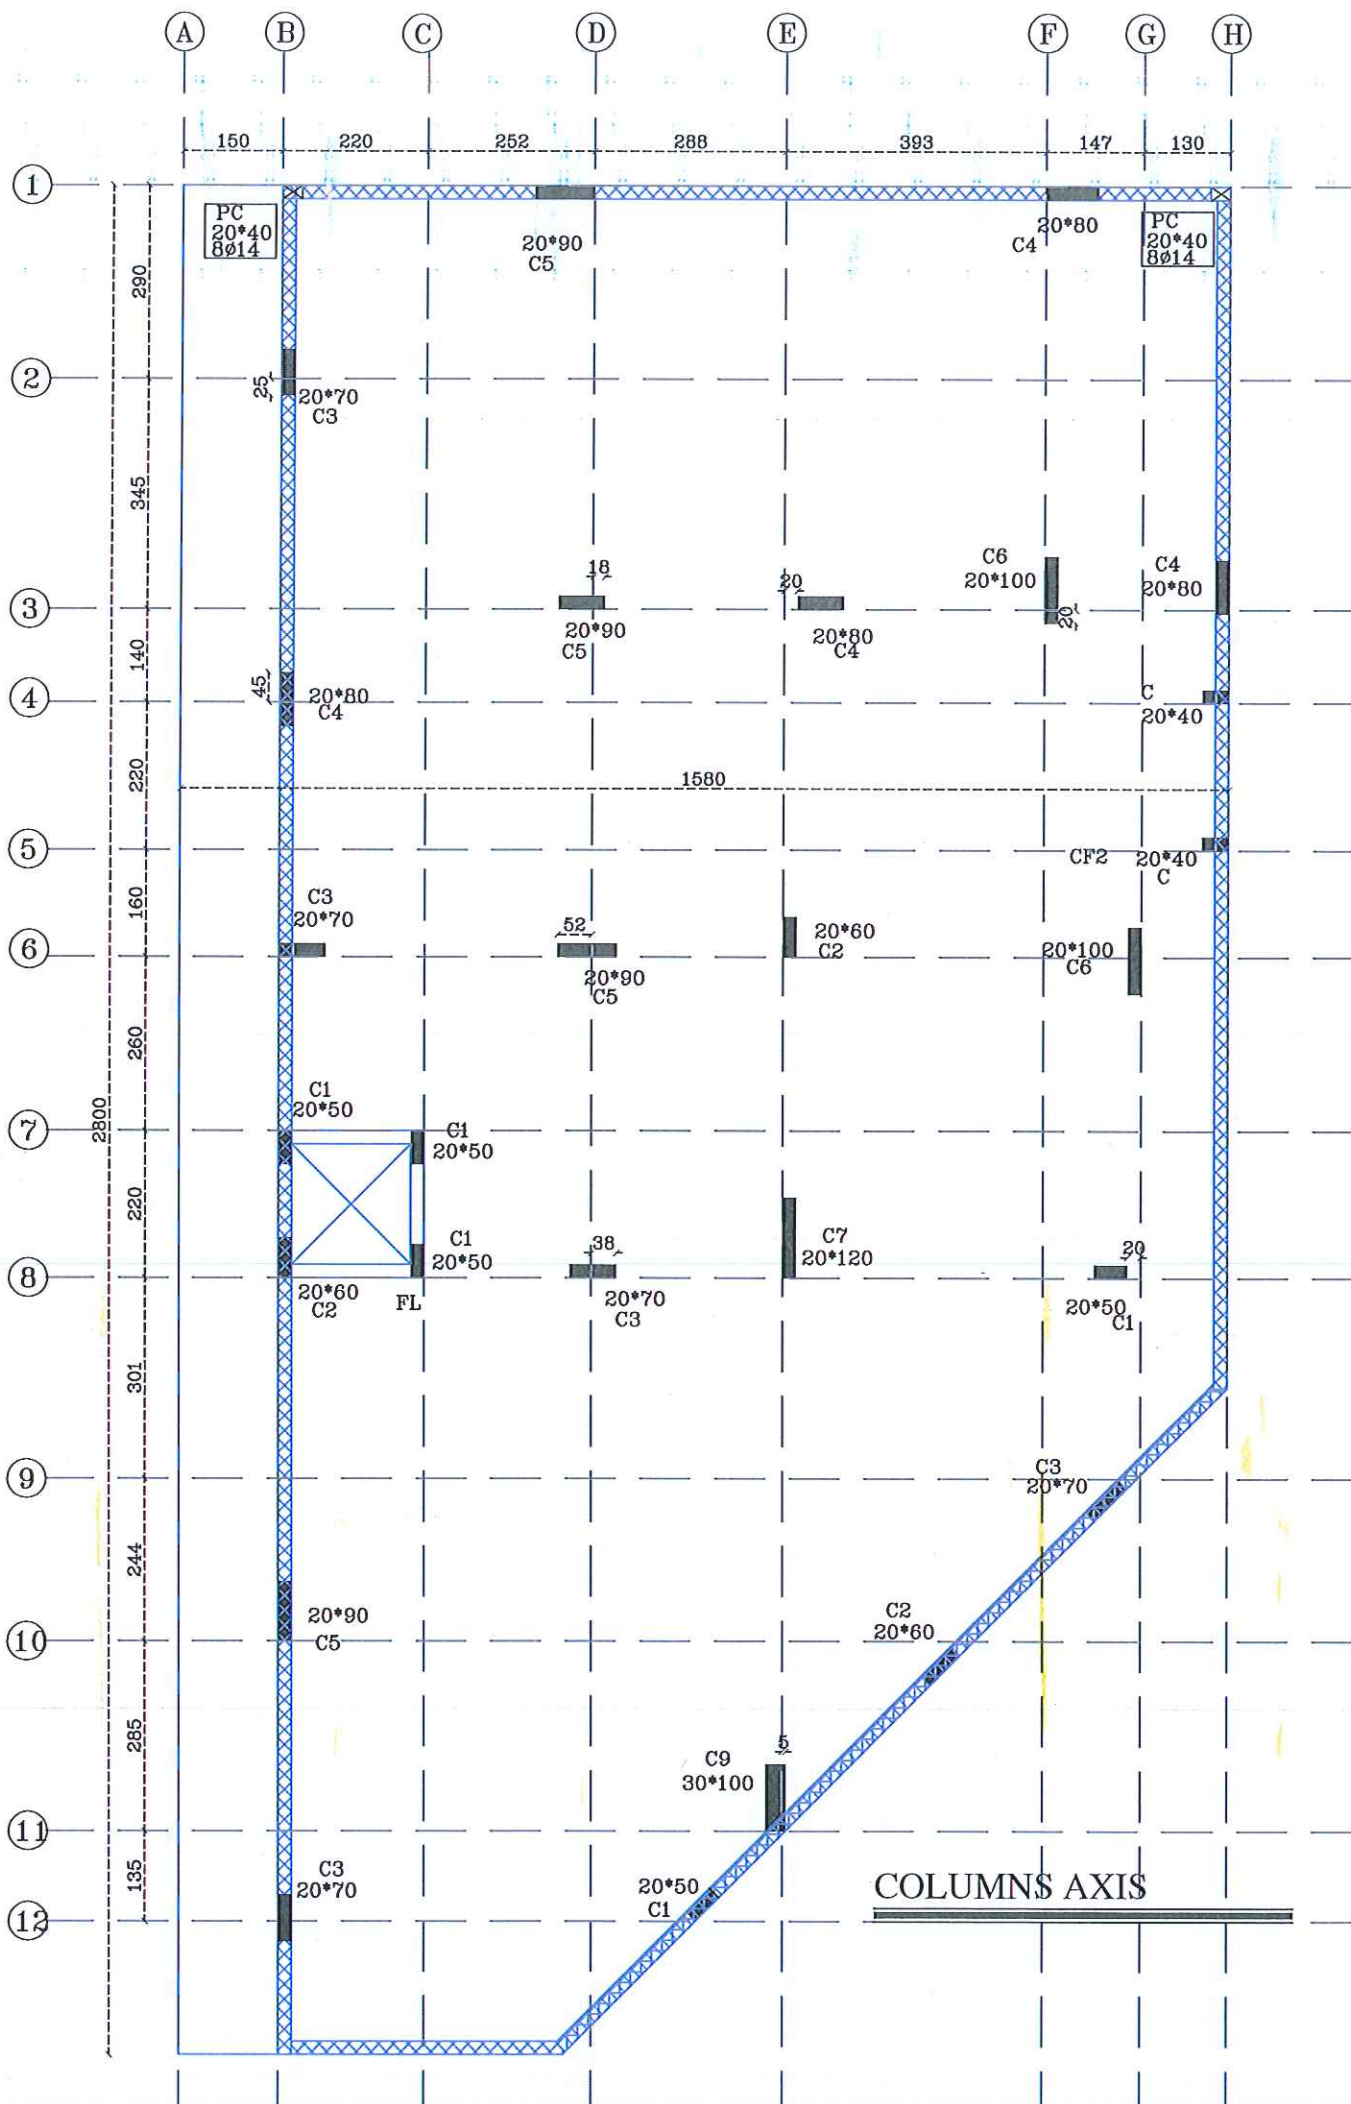 A B C D E F G H
150 220 252 288 393 147 130
1
PC
20*40
8ø14
20*90
C5
20*80
C4
PC
20*40
8ø14
290
2
25
20*70
C3
345
18
20
C6
20*100
C4
20*80
3
20*90
C5
20*80
C4
20
140
45
4
20*80
C4
C
20*40
220
1580
5
CF2
20*40
C
160
C3
20*70
52
20*60
C2
20*100
C6
6
20*90
C5
260
C1
20*50
7
2800
C1
20*50
220
C1
20*50
38
C7
20*120
20
8
20*60
C2
FL
20*70
C3
20*50
C1
301
9
C3
20*70
244
C2
20*60
10
20*90
C5
285
5
C9
30*100
11
135
C3
20*70
20*50
C1
12
COLUMNS AXIS